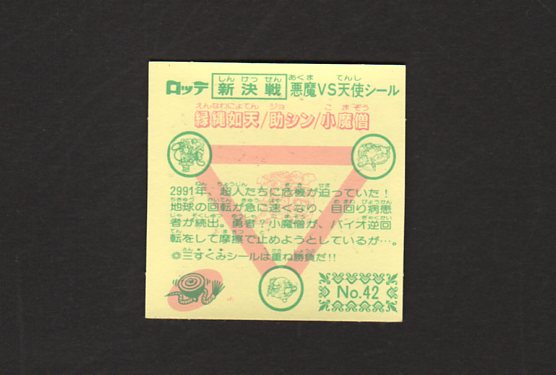 ロッテ 新決戦 悪魔VS天使シール
縁縄如天/助シン/小魔僧
2991年、超人たちに危機が迫っていた!
地球の回転が急に速くなり、目回り病患
者が続出。勇者?小魔僧が、バイオ逆回
転をして摩擦で止めようとしているが…。
◎三すくみシールは重ね勝負だ!!
No.42